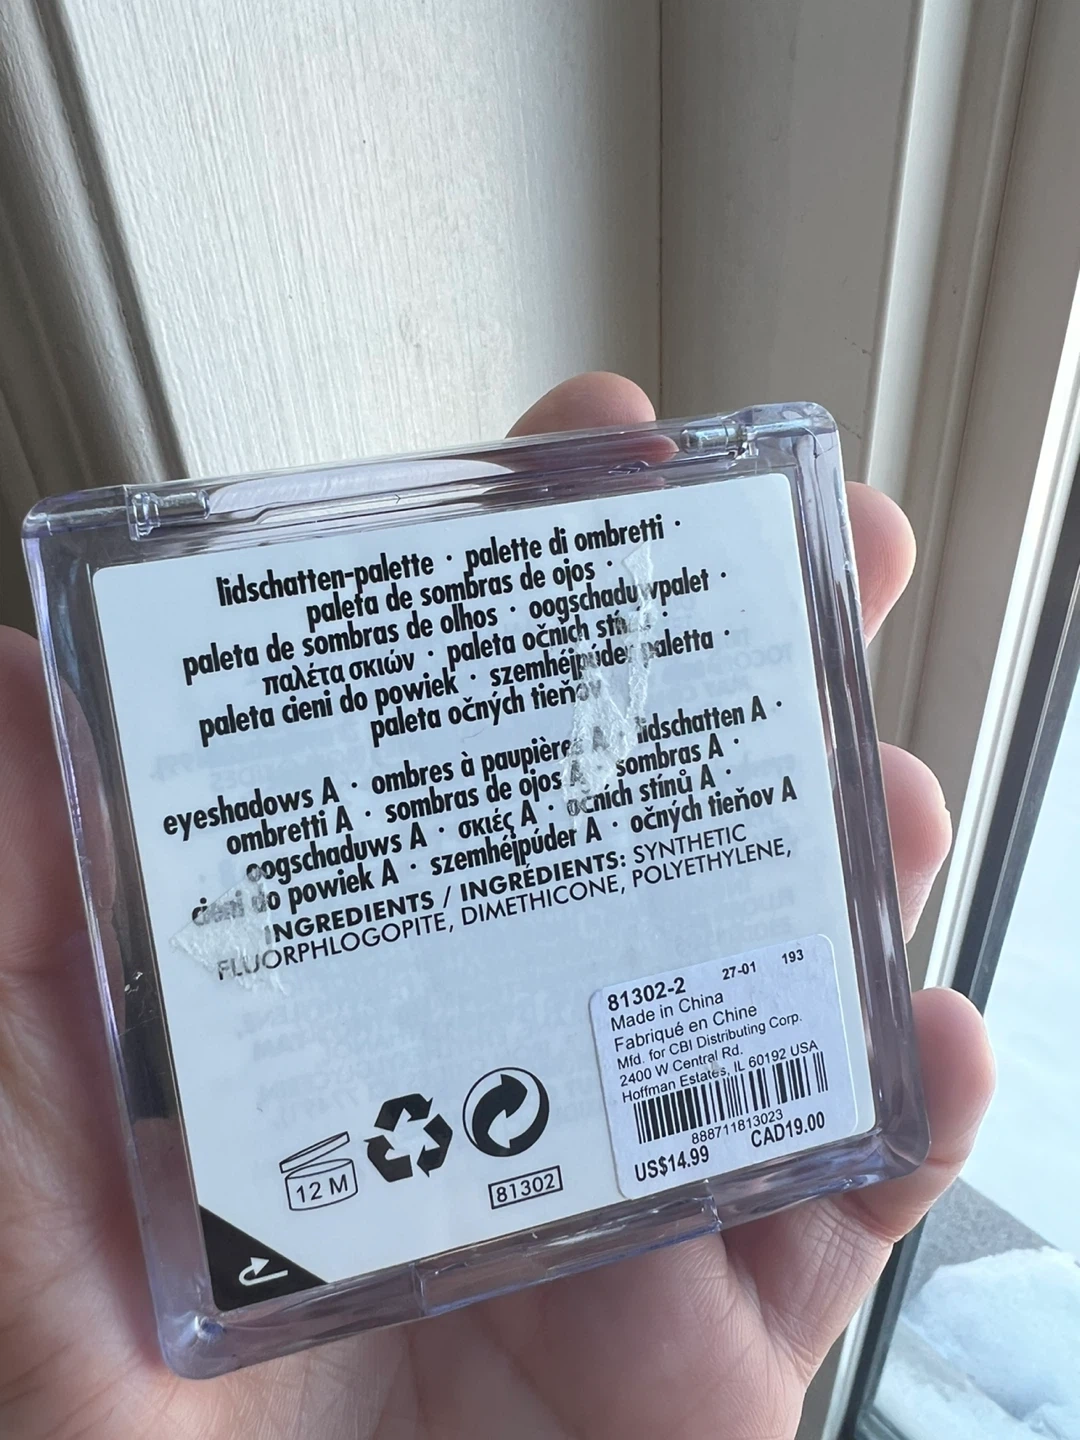 lidschatten-palette · palette di ombretti ·
paleta de sombras de ojos ·
paleta de sombras de olhos · oogschaduwpalet ·
παλέτα σκιών · paleta očních stínů ·
paleta cieni do powiek · szemhéjpúder paletta ·
paleta očných tieňov
eyeshadows A · ombres à paupières A · lidschatten A ·
ombretti A · sombras de ojos A · sombras A ·
oogschaduws A · σκιές A · očních stínů A ·
cieni do powiek A · szemhéjpúder A · očných tieňov A
INGREDIENTS / INGRÉDIENTS: SYNTHETIC
FLUORPHLOGOPITE, DIMETHICONE, POLYETHYLENE,
81302-2 27-01 193
Made in China
Fabriqué en Chine
Mfd. for CBI Distributing Corp.
2400 W Central Rd.
Hoffman Estates, IL 60192 USA
888711813023
US$14.99 CAD19.00
12 M
81302